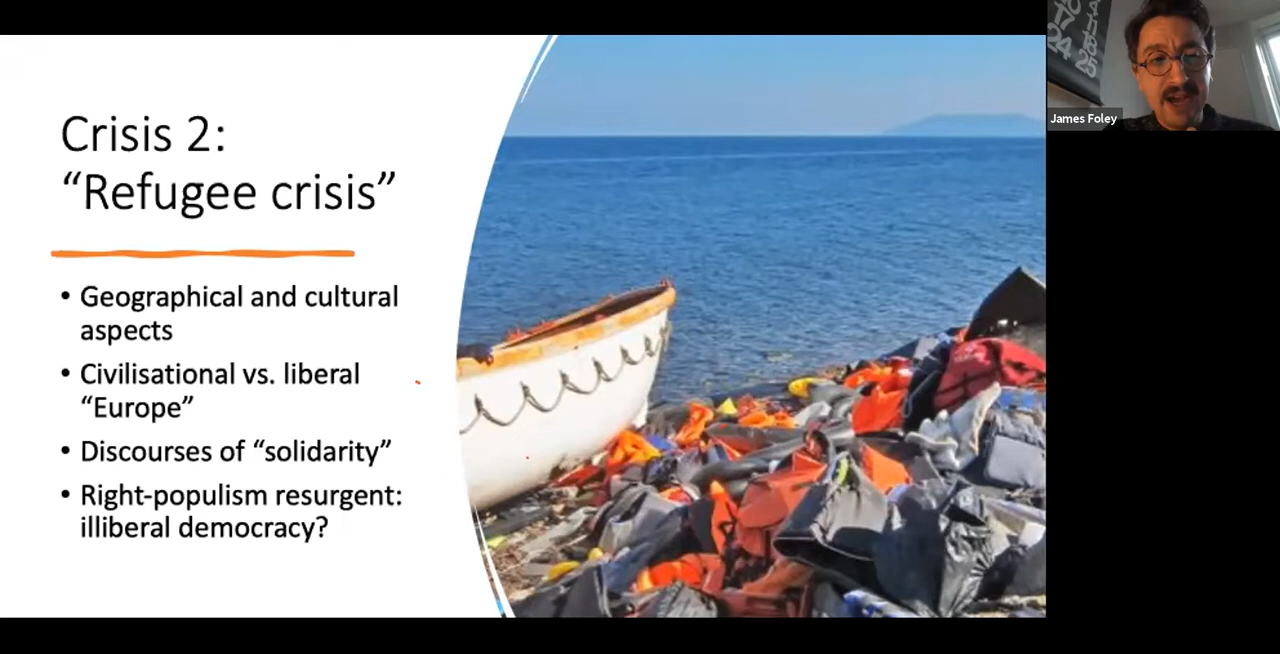 Crisis 2:
“Refugee crisis”
• Geographical and cultural
aspects
• Civilisational vs. liberal
“Europe”
• Discourses of “solidarity”
• Right-populism resurgent:
illiberal democracy?
James Foley